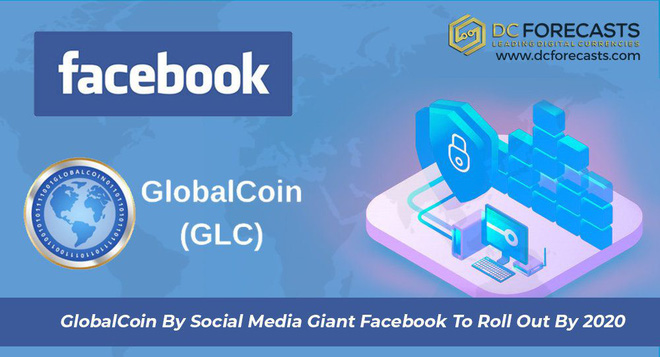 DC FORECASTS
LEADING DIGITAL CURRENCIES
www.dcforecasts.com
facebook
GlobalCoin
(GLC)
GlobalCoin By Social Media Giant Facebook To Roll Out By 2020